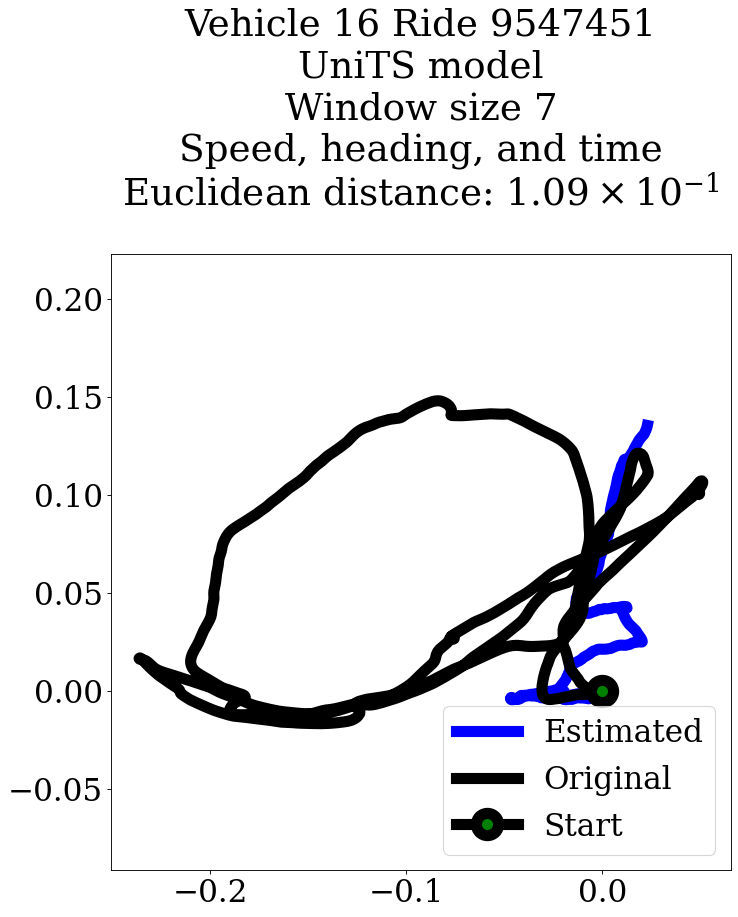 Vehicle 16 Ride 9547451
UniTS model
Window size 7
Speed, heading, and time
Euclidean distance: 1.09 × 10⁻¹
0.20
0.15
0.10
0.05
0.00
−0.05
−0.2
−0.1
0.0
Estimated
Original
Start